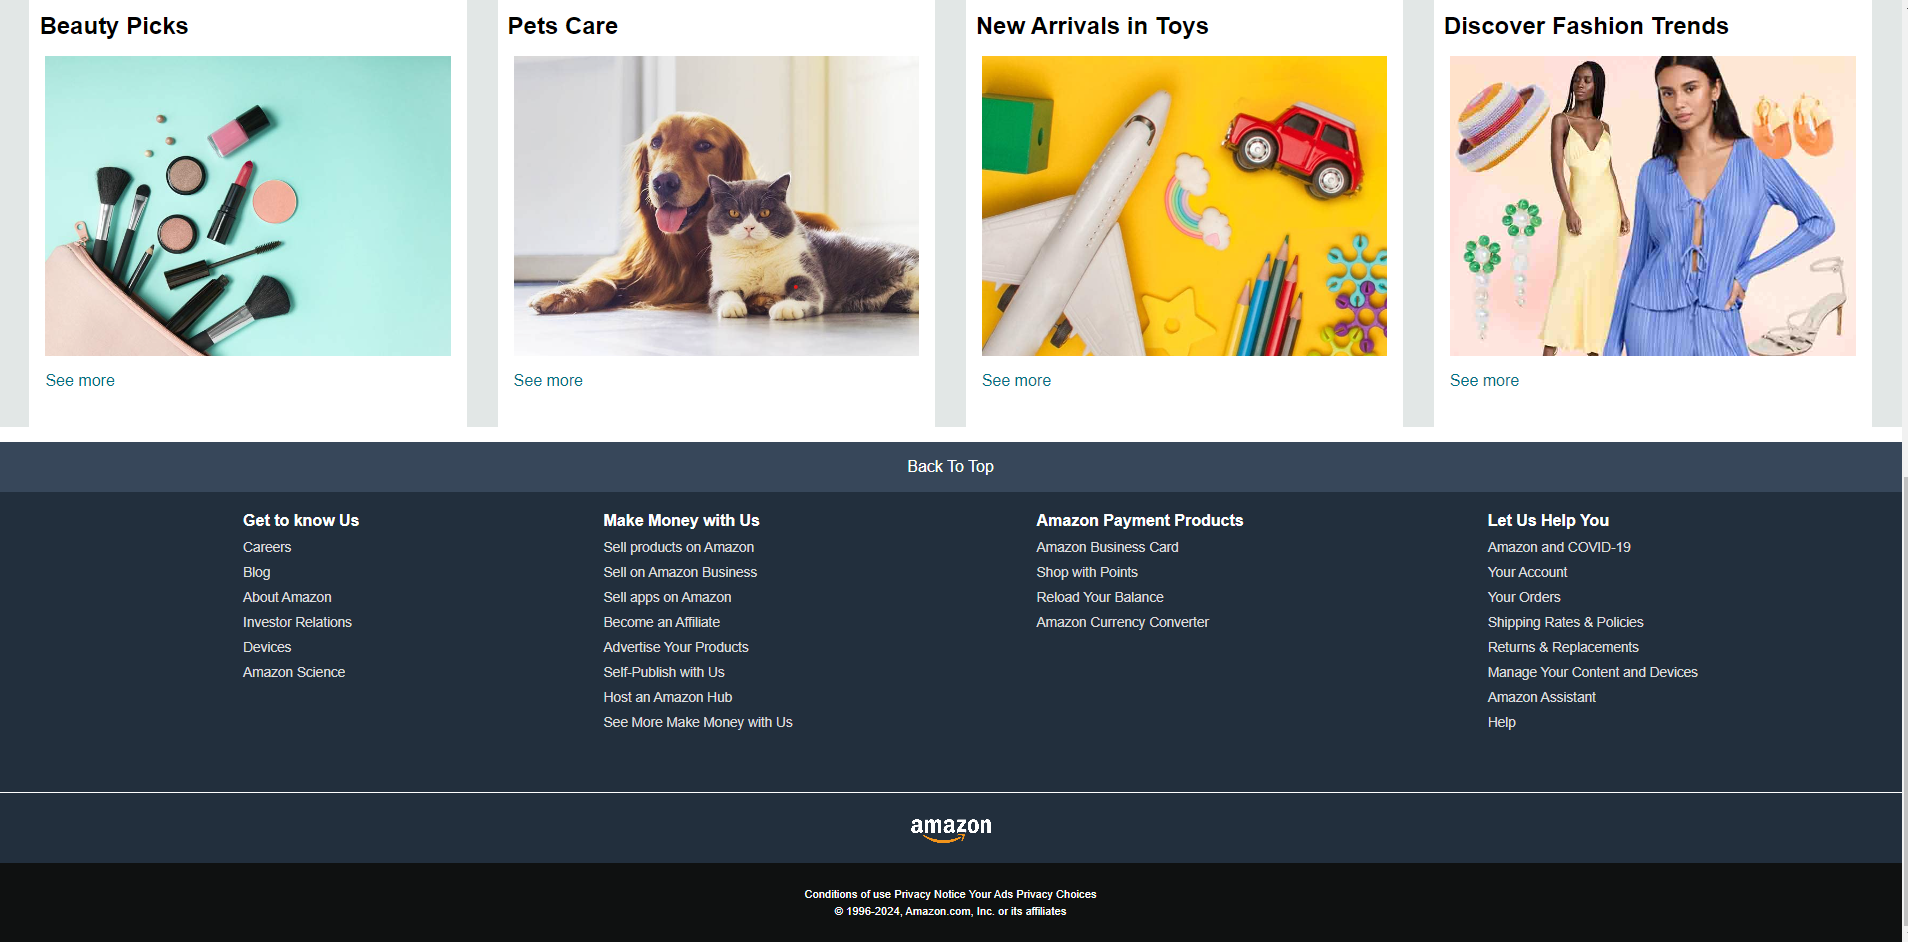 Beauty Picks
Pets Care
New Arrivals in Toys
Discover Fashion Trends
See more
See more
See more
See more
Back To Top
Get to know Us
Careers
Blog
About Amazon
Investor Relations
Devices
Amazon Science
Make Money with Us
Sell products on Amazon
Sell on Amazon Business
Sell apps on Amazon
Become an Affiliate
Advertise Your Products
Self-Publish with Us
Host an Amazon Hub
See More Make Money with Us
Amazon Payment Products
Amazon Business Card
Shop with Points
Reload Your Balance
Amazon Currency Converter
Let Us Help You
Amazon and COVID-19
Your Account
Your Orders
Shipping Rates & Policies
Returns & Replacements
Manage Your Content and Devices
Amazon Assistant
Help
amazon
Conditions of use Privacy Notice Your Ads Privacy Choices
© 1996-2024, Amazon.com, Inc. or its affiliates